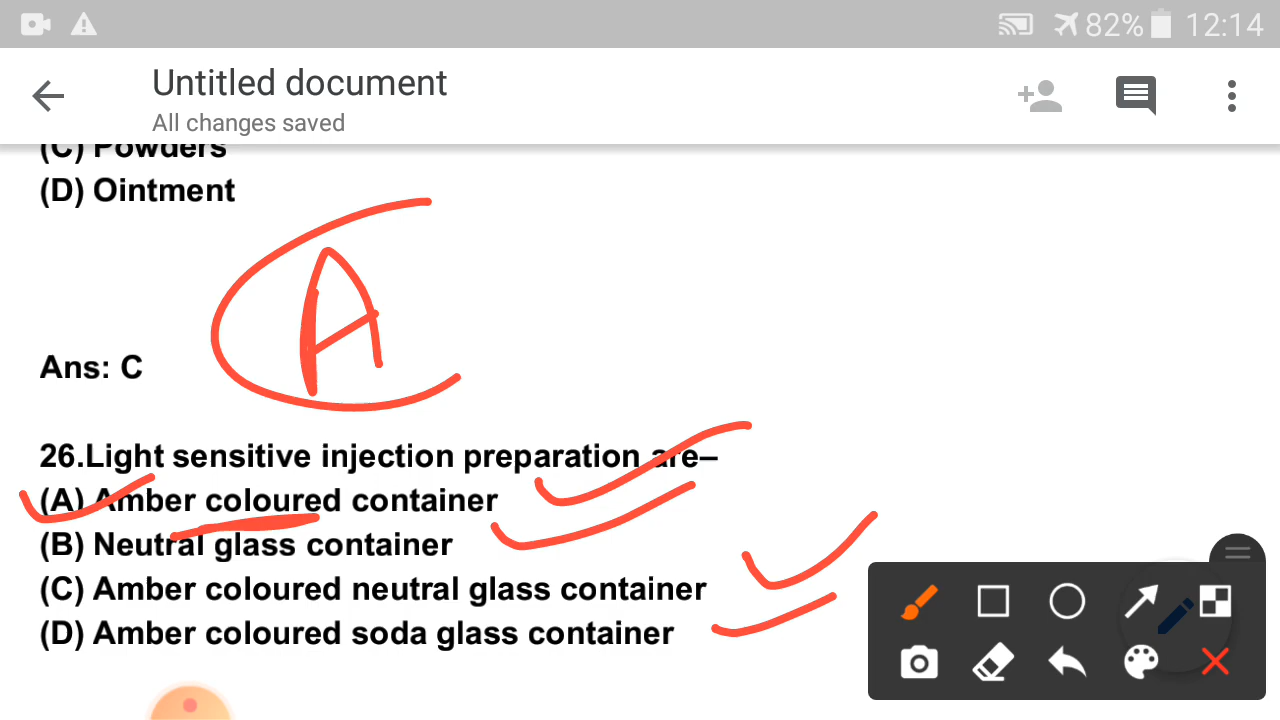 82% 12:14
Untitled document
All changes saved
(C) Powders
(D) Ointment
A
Ans: C
26.Light sensitive injection preparation are–
(A) Amber coloured container
(B) Neutral glass container
(C) Amber coloured neutral glass container
(D) Amber coloured soda glass container